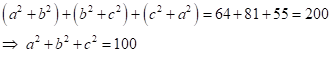 (a² + b²) + (b² + c²) + (c² + a²) = 64 + 81 + 55 = 200
⇒ a² + b² + c² = 100